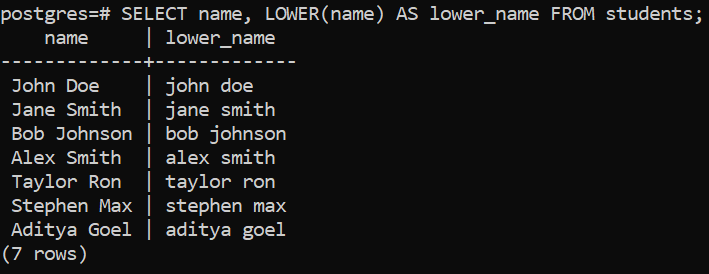 postgres=# SELECT name, LOWER(name) AS lower_name FROM students;
    name     | lower_name
-------------+-------------
 John Doe    | john doe
 Jane Smith  | jane smith
 Bob Johnson | bob johnson
 Alex Smith  | alex smith
 Taylor Ron  | taylor ron
 Stephen Max | stephen max
 Aditya Goel | aditya goel
(7 rows)